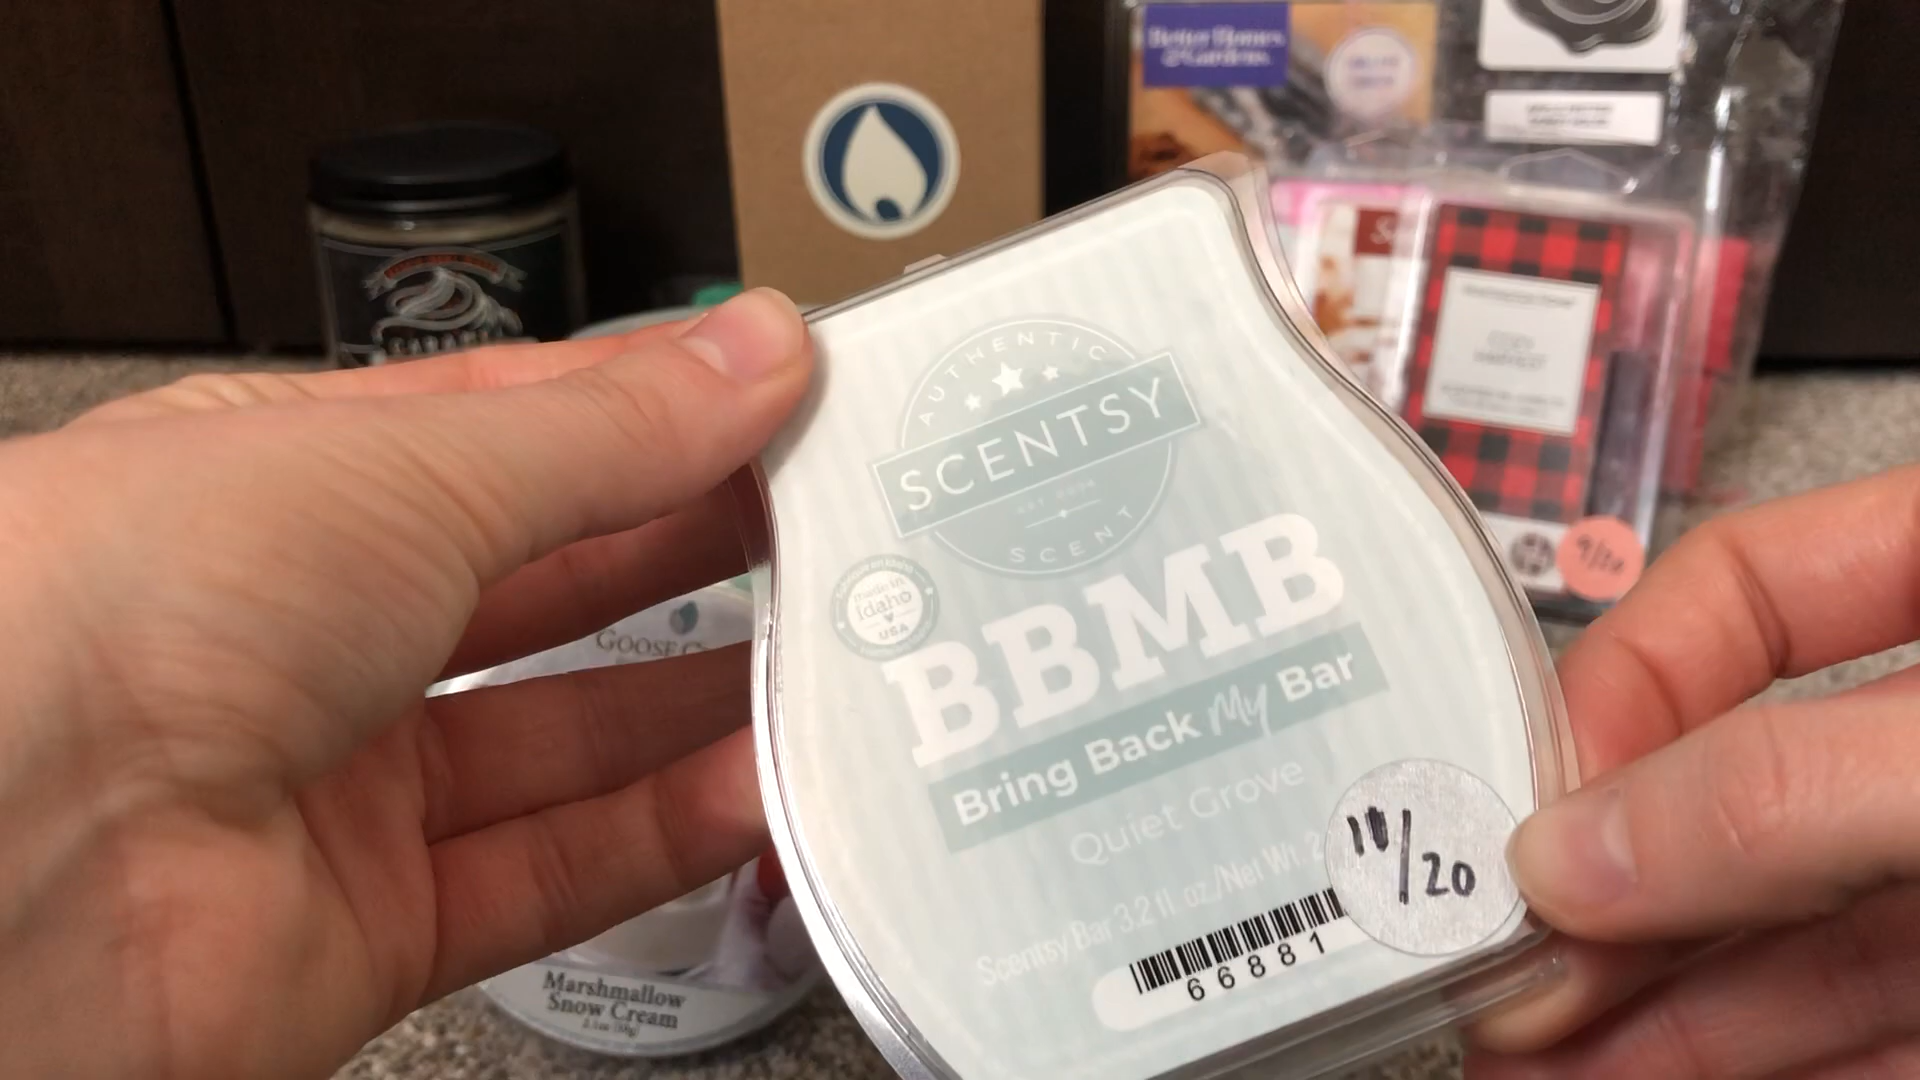 Better Homes
& Gardens
AUTHENTIC
SCENTSY
EST. 2004
SCENT
made in
Idaho
USA
BBMB
Bring Back My Bar
Quiet Grove
Scentsy Bar 3.2 fl. oz./Net Wt. 2
66881
/20
9/20
GOOSE C
Marshmallow
Snow Cream